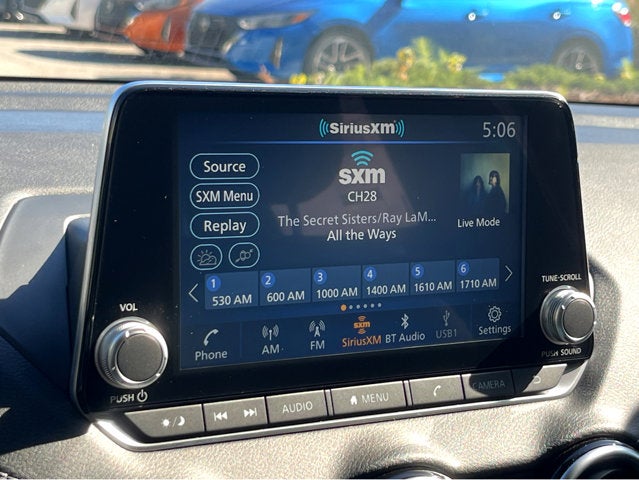 SiriusXM
5:06
Source
sxm
SXM Menu
CH28
Replay
The Secret Sisters/Ray LaM...
All the Ways
Live Mode
1 530 AM
2 600 AM
3 1000 AM
4 1400 AM
5 1610 AM
6 1710 AM
Phone
AM
FM
sxm
SiriusXM
BT Audio
USB1
Settings
VOL
PUSH
TUNE-SCROLL
PUSH SOUND
AUDIO
MENU
CAMERA